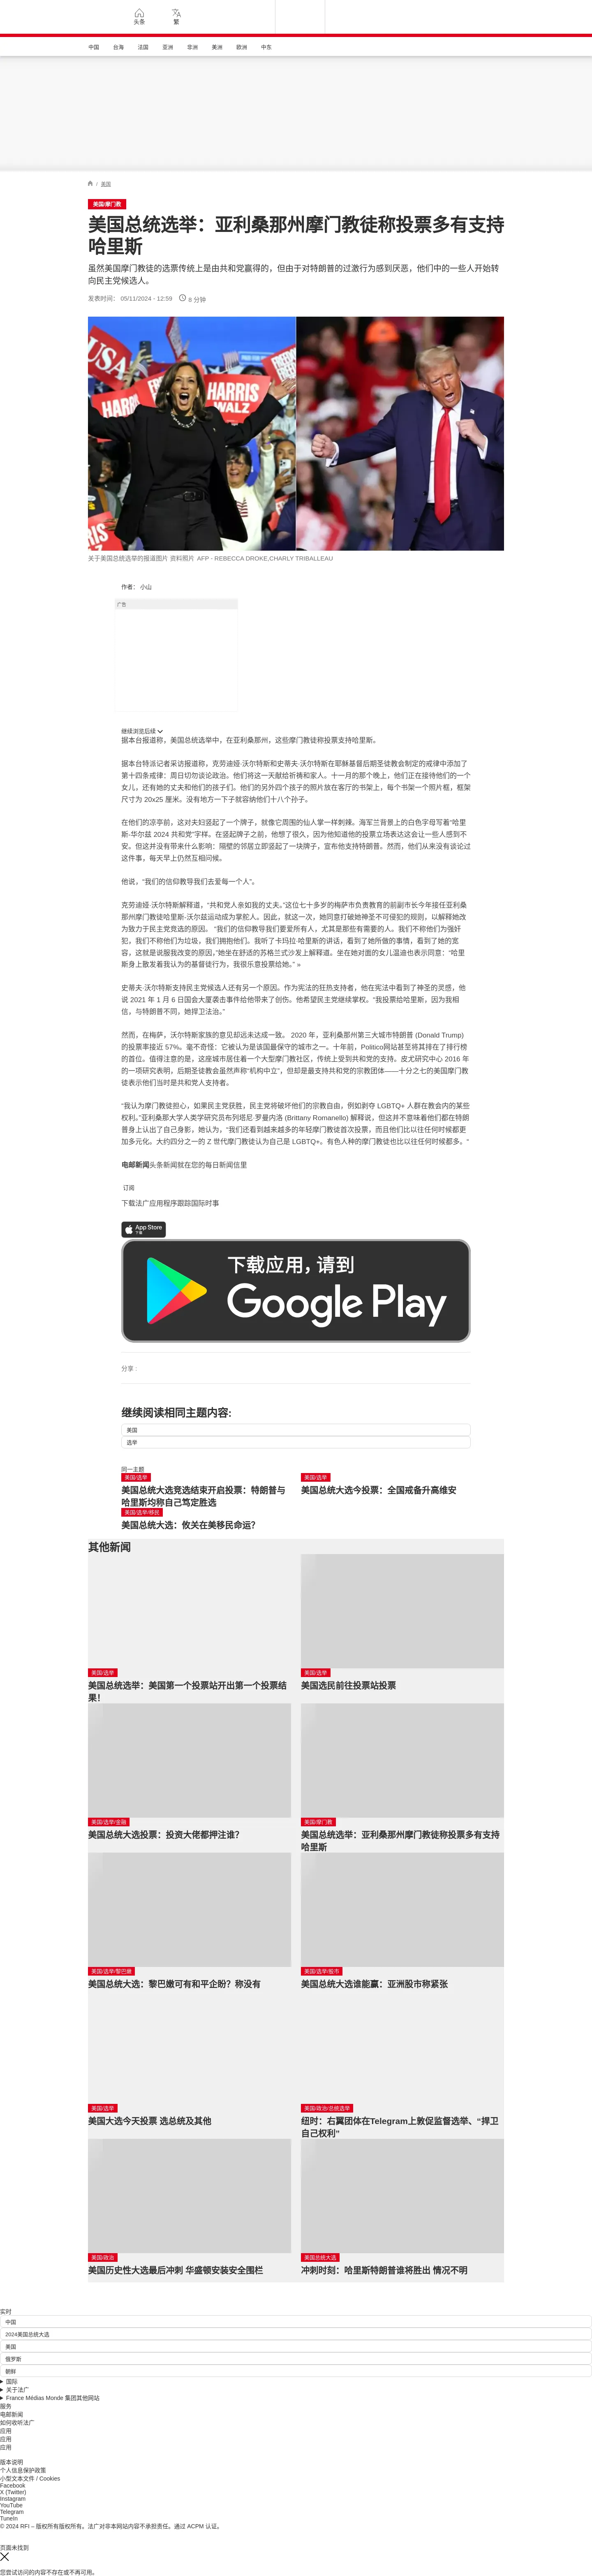 头条
繁
中国 台海 法国 亚洲 非洲 美洲 欧洲 中东
/ 美国
美国/摩门教
美国总统选举：亚利桑那州摩门教徒称投票多有支持
哈里斯
虽然美国摩门教徒的选票传统上是由共和党赢得的，但由于对特朗普的过激行为感到厌恶，他们中的一些人开始转
向民主党候选人。
发表时间： 05/11/2024 - 12:59 8 分钟
USA
HARRIS
WALZ
HARRIS
关于美国总统选举的报道图片 资料照片 AFP - REBECCA DROKE,CHARLY TRIBALLEAU
作者： 小山
广告
继续浏览后续
据本台报道称，美国总统选举中，在亚利桑那州，这些摩门教徒称投票支持哈里斯。
据本台特派记者采访报道称，克劳迪娅·沃尔特斯和史蒂夫·沃尔特斯在耶稣基督后期圣徒教会制定的戒律中添加了
第十四条戒律：周日切勿谈论政治。他们将这一天献给祈祷和家人。十一月的那个晚上，他们正在接待他们的一个
女儿，还有她的丈夫和他们的孩子们。他们的另外四个孩子的照片放在客厅的书架上，每个书架一个照片框，框架
尺寸为 20x25 厘米。没有地方一下子就容纳他们十八个孙子。
在他们的凉亭前，这对夫妇竖起了一个牌子，就像它周围的仙人掌一样刺辣。海军兰背景上的白色字母写着“哈里
斯-华尔兹 2024 共和党”字样。在竖起牌子之前，他想了很久，因为他知道他的投票立场表达这会让一些人感到不
安。但这并没有带来什么影响：隔壁的邻居立即竖起了一块牌子，宣布他支持特朗普。然而，他们从来没有谈论过
这件事，每天早上仍然互相问候。
他说，“我们的信仰教导我们去爱每一个人”。
克劳迪娅·沃尔特斯解释道，“共和党人亲如我的丈夫。”这位七十多岁的梅萨市负责教育的前副市长今年接任亚利桑
那州摩门教徒哈里斯·沃尔兹运动成为掌舵人。因此，就这一次，她同意打破她神圣不可侵犯的规则，以解释她改
为致力于民主党竞选的原因。 “我们的信仰教导我们要爱所有人，尤其是那些有需要的人。我们不称他们为强奸
犯，我们不称他们为垃圾，我们拥抱他们。我听了卡玛拉·哈里斯的讲话，看到了她所做的事情，看到了她的宽
容，这就是说服我改变的原因，”她坐在舒适的苏格兰式沙发上解释道。坐在她对面的女儿温迪也表示同意：“哈里
斯身上散发着我认为的基督徒行为，我很乐意投票给她。” »
史蒂夫·沃尔特斯支持民主党候选人还有另一个原因。作为宪法的狂热支持者，他在宪法中看到了神圣的灵感，他
说 2021 年 1 月 6 日国会大厦袭击事件给他带来了创伤。他希望民主党继续掌权。“我投票给哈里斯，因为我相
信，与特朗普不同，她捍卫法治。”
然而，在梅萨，沃尔特斯家族的意见却远未达成一致。 2020 年，亚利桑那州第三大城市特朗普 (Donald Trump)
的投票率接近 57%。毫不奇怪：它被认为是该国最保守的城市之一。十年前，Politico网站甚至将其排在了排行榜
的首位。值得注意的是，这座城市居住着一个大型摩门教社区，传统上受到共和党的支持。皮尤研究中心 2016 年
的一项研究表明，后期圣徒教会虽然声称“机构中立”，但却是最支持共和党的宗教团体——十分之七的美国摩门教
徒表示他们当时是共和党人支持者。
“我认为摩门教徒担心，如果民主党获胜，民主党将破坏他们的宗教自由，例如剥夺 LGBTQ+ 人群在教会内的某些
权利，”亚利桑那大学人类学研究员布列塔尼·罗曼内洛 (Brittany Romanello) 解释说，但这并不意味着他们都在特朗
普身上认出了自己身影，她认为，“我们还看到越来越多的年轻摩门教徒首次投票，而且他们比以往任何时候都更
加多元化。大约四分之一的 Z 世代摩门教徒认为自己是 LGBTQ+。有色人种的摩门教徒也比以往任何时候都多。”
电邮新闻头条新闻就在您的每日新闻信里
订阅
下载法广应用程序跟踪国际时事
App Store
下载
下载应用，请到
Google Play
分享 :
继续阅读相同主题内容:
美国
选举
同一主题
美国/选举
美国总统大选竞选结束开启投票：特朗普与
哈里斯均称自己笃定胜选
美国/选举
美国总统大选今投票：全国戒备升高维安
美国/选举/移民
美国总统大选：攸关在美移民命运？
其他新闻
美国/选举
美国总统选举：美国第一个投票站开出第一个投票结
果！
美国/选举
美国选民前往投票站投票
美国/选举/金融
美国总统大选投票：投资大佬都押注谁？
美国/摩门教
美国总统选举：亚利桑那州摩门教徒称投票多有支持
哈里斯
美国/选举/黎巴嫩
美国总统大选：黎巴嫩可有和平企盼？称没有
美国/选举/股市
美国总统大选谁能赢：亚洲股市称紧张
美国/选举
美国大选今天投票 选总统及其他
美国/政治/总统选举
纽时：右翼团体在Telegram上敦促监督选举、“捍卫
自己权利”
美国/政治
美国历史性大选最后冲刺 华盛顿安装安全围栏
美国总统大选
冲刺时刻：哈里斯特朗普谁将胜出 情况不明
实时
中国
2024美国总统大选
美国
俄罗斯
朝鲜
国际
关于法广
France Médias Monde 集团其他网站
服务
电邮新闻
如何收听法广
应用
应用
应用
版本说明
个人信息保护政策
小型文本文件 / Cookies
Facebook
X (Twitter)
Instagram
YouTube
Telegram
TuneIn
© 2024 RFI – 版权所有版权所有。法广对非本网站内容不承担责任。通过 ACPM 认证。
页面未找到
您尝试访问的内容不存在或不再可用。